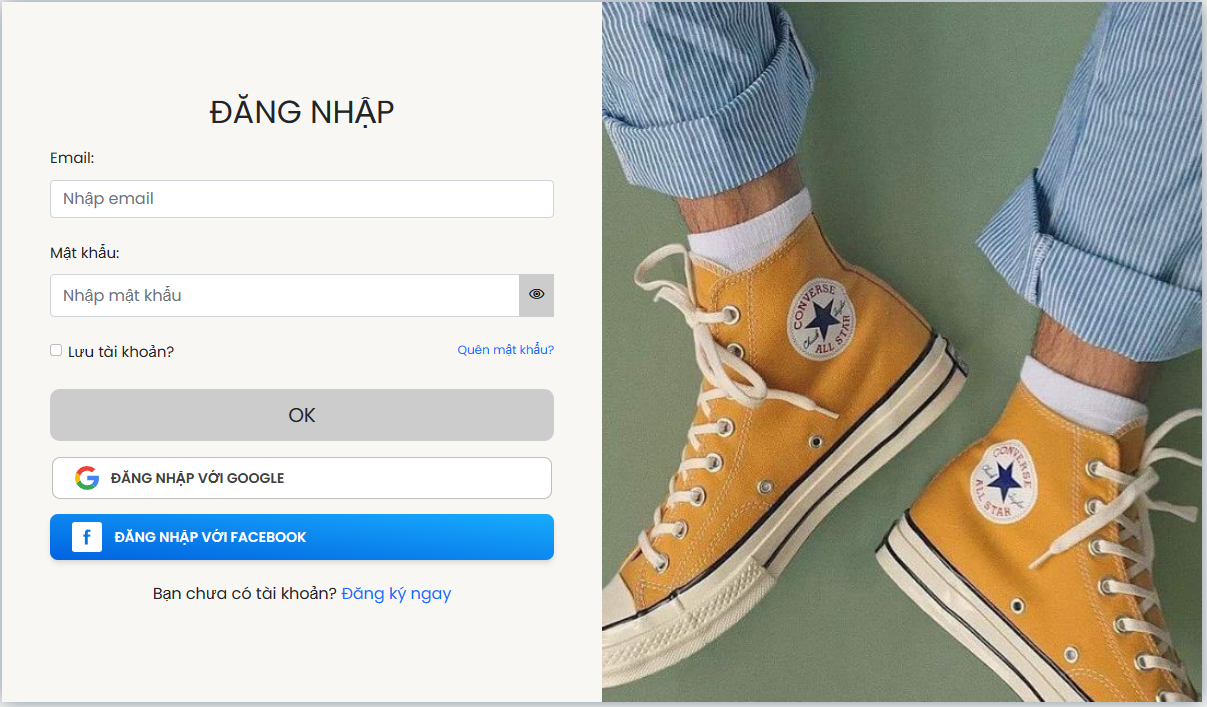 ĐĂNG NHẬP
Email:
Nhập email
Mật khẩu:
Nhập mật khẩu
Lưu tài khoản? Quên mật khẩu?
OK
ĐĂNG NHẬP VỚI GOOGLE
f ĐĂNG NHẬP VỚI FACEBOOK
Bạn chưa có tài khoản? Đăng ký ngay
CONVERSE
ALL STAR
CONVERSE
ALL STAR